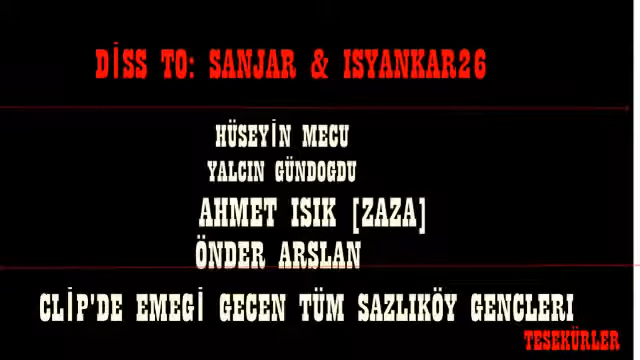 DİSS TO: SANJAR & ISYANKAR26
HÜSEYİN MECU
YALCIN GÜNDOGDU
AHMET ISIK [ZAZA]
ÖNDER ARSLAN
CLİP'DE EMEGİ GECEN TÜM SAZLIKÖY GENCLERI
TESEKÜRLER